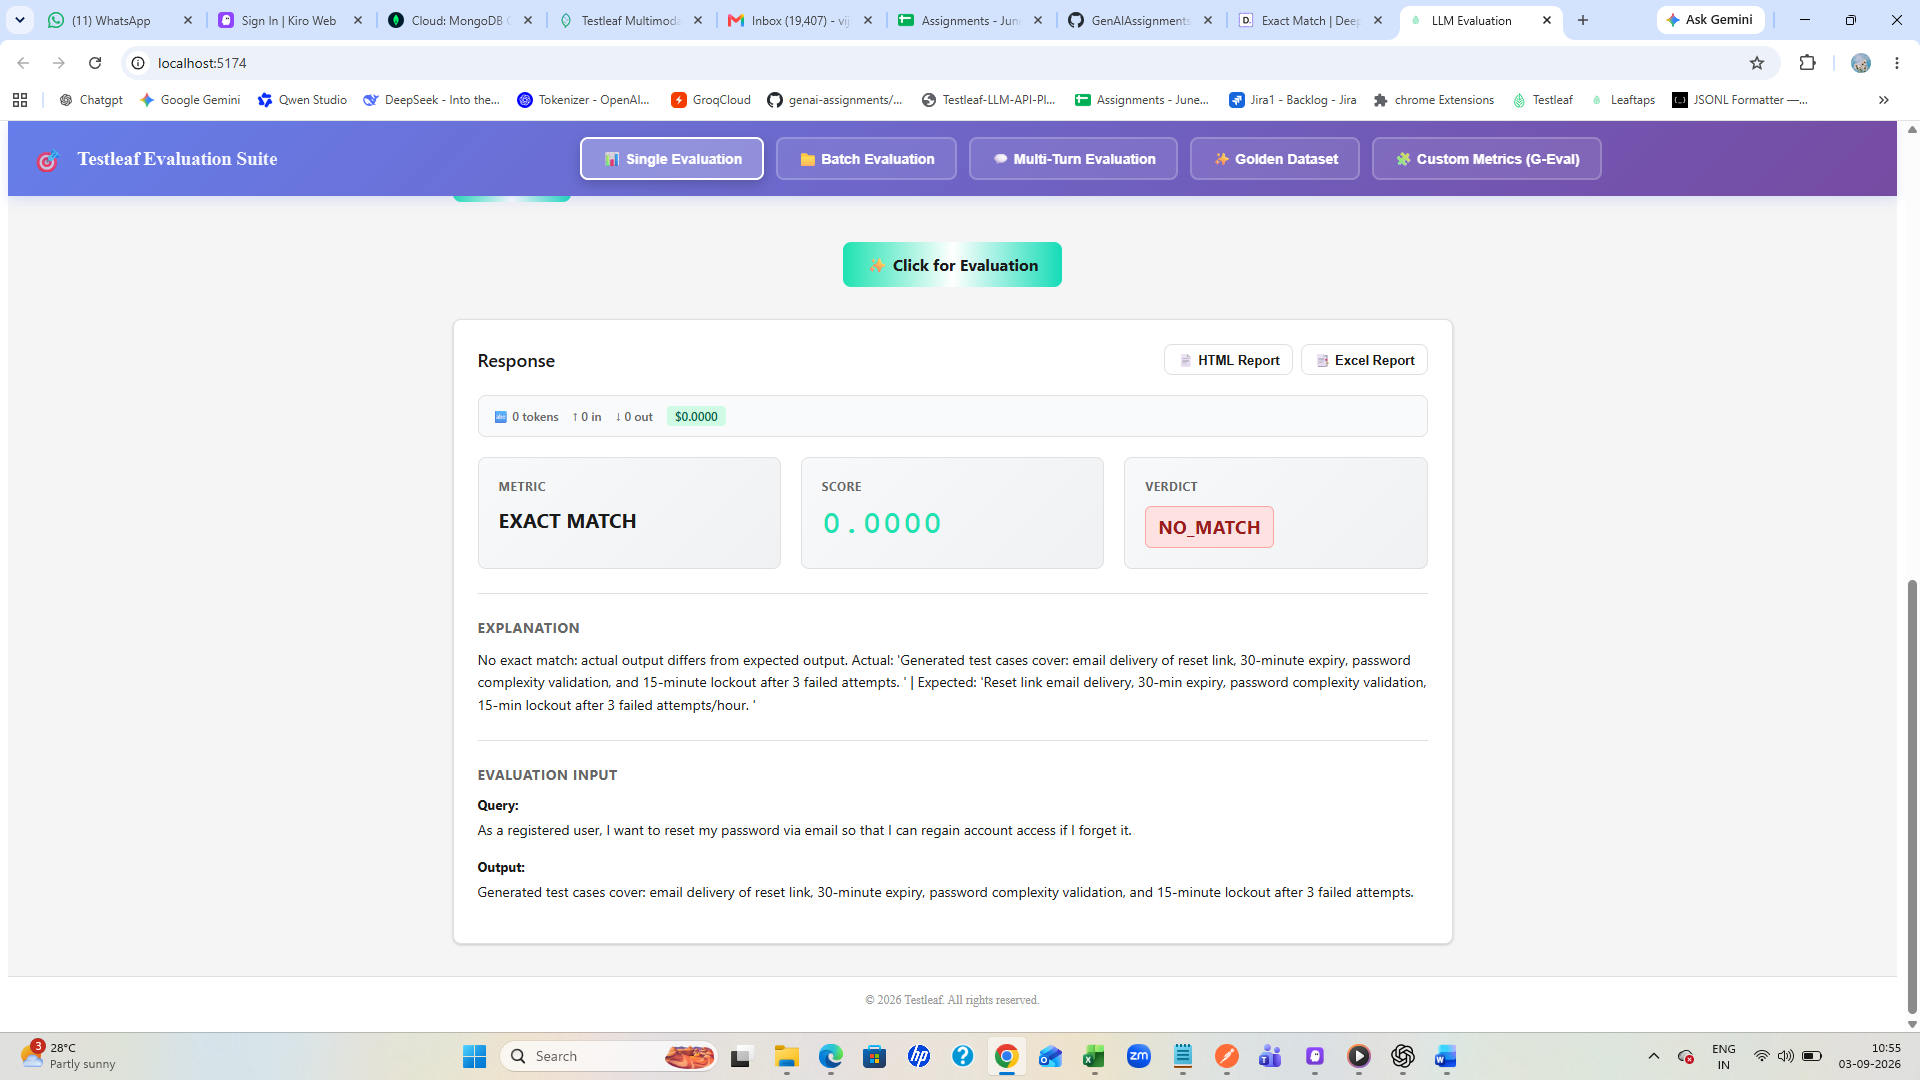 (11) WhatsApp
Sign In | Kiro Web
Cloud: MongoDB C
Testleaf Multimoda
Inbox (19,407) - vij
Assignments - June
GenAIAssignments
Exact Match | Deep
LLM Evaluation
Ask Gemini
localhost:5174
Chatgpt
Google Gemini
Qwen Studio
DeepSeek - Into the...
Tokenizer - OpenAI...
GroqCloud
genai-assignments/...
Testleaf-LLM-API-Pl...
Assignments - June...
Jira1 - Backlog - Jira
chrome Extensions
Testleaf
Leaftaps
JSONL Formatter —...
Testleaf Evaluation Suite
Single Evaluation
Batch Evaluation
Multi-Turn Evaluation
Golden Dataset
Custom Metrics (G-Eval)
Click for Evaluation
Response
HTML Report
Excel Report
0 tokens ↑ 0 in ↓ 0 out $0.0000
METRIC
EXACT MATCH
SCORE
0.0000
VERDICT
NO_MATCH
EXPLANATION
No exact match: actual output differs from expected output. Actual: 'Generated test cases cover: email delivery of reset link, 30-minute expiry, password
complexity validation, and 15-minute lockout after 3 failed attempts. ' | Expected: 'Reset link email delivery, 30-min expiry, password complexity validation,
15-min lockout after 3 failed attempts/hour. '
EVALUATION INPUT
Query:
As a registered user, I want to reset my password via email so that I can regain account access if I forget it.
Output:
Generated test cases cover: email delivery of reset link, 30-minute expiry, password complexity validation, and 15-minute lockout after 3 failed attempts.
© 2026 Testleaf. All rights reserved.
3
28°C
Partly sunny
Search
ENG
IN
10:55
03-09-2026